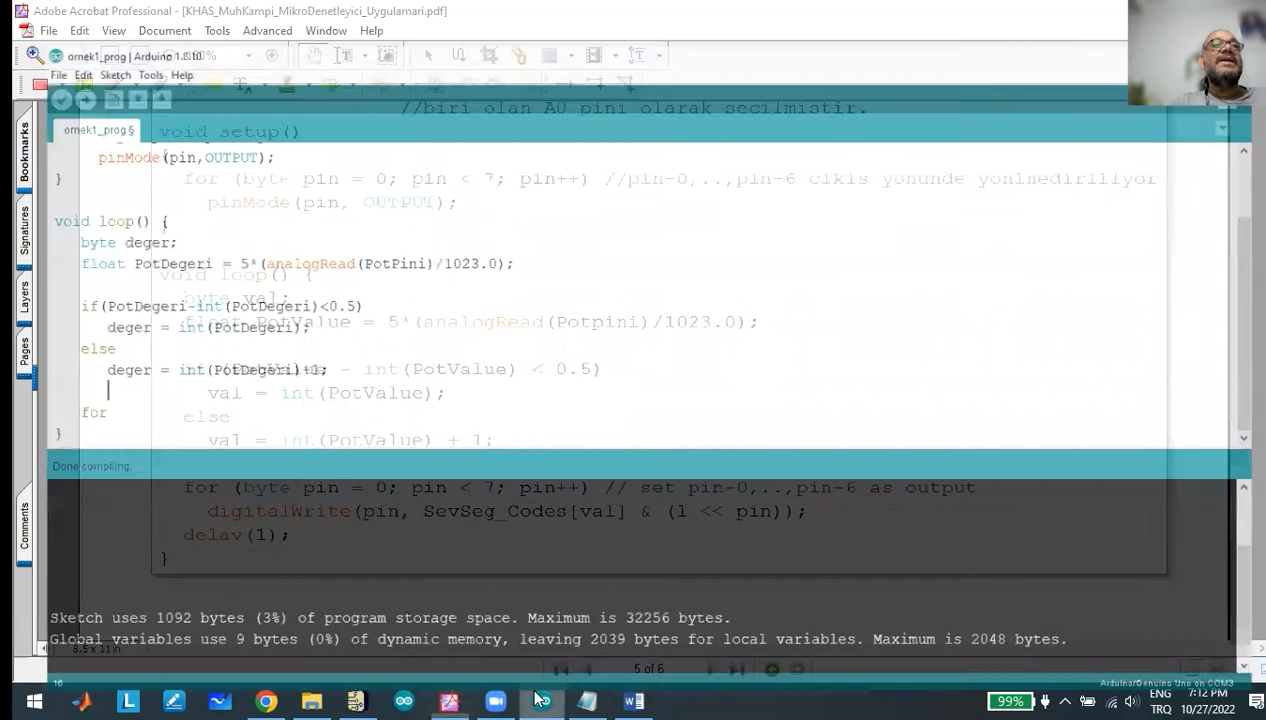 Adobe Acrobat Professional - [KHAS_MuhKampi_MikroDenetleyici_Uygulamari.pdf]
File Edit View Document Tools Advanced Window Help
ornek1_prog | Arduino 1.8.10
File Edit Sketch Tools Help
//biri olan A0 pini olarak secilmistir.
ornek1_prog §
void setup()
pinMode(pin,OUTPUT);
for (byte pin = 0; pin < 7; pin++) //pin-0,..,pin-6 cikis yonunde yonlnediriliyor
}
pinMode(pin, OUTPUT);
void loop() {
byte deger;
float PotDegeri = 5*(analogRead(PotPini)/1023.0);
void loop() {
byte val;
if(PotDegeri-int(PotDegeri)<0.5)
float PotValue = 5*(analogRead(Potpini)/1023.0);
deger = int(PotDegeri);
else
deger = int(PotDegeri)+1;
- int(PotValue) < 0.5)
val = int(PotValue);
for
else
}
val = int(PotValue) + 1;
Done compiling.
for (byte pin = 0; pin < 7; pin++) // set pin-0,..,pin-6 as output
digitalWrite(pin, SevSeg_Codes[val] & (1 << pin));
delay(1);
}
Sketch uses 1092 bytes (3%) of program storage space. Maximum is 32256 bytes.
Global variables use 9 bytes (0%) of dynamic memory, leaving 2039 bytes for local variables. Maximum is 2048 bytes.
8.5 x 11 in
5 of 6
16
Arduino/Genuino Uno on COM3
Bookmarks
Signatures
Layers
Pages
Comments
99%
ENG
TRQ
7:12 PM
10/27/2022